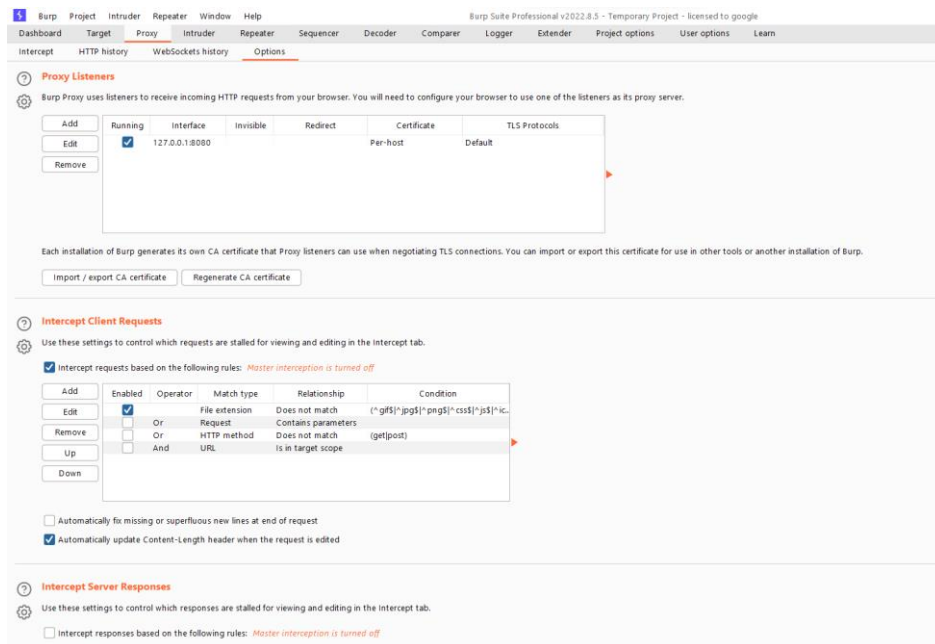 Burp Project Intruder Repeater Window Help Burp Suite Professional v2022.8.5 - Temporary Project - licensed to google
Dashboard Target Proxy Intruder Repeater Sequencer Decoder Comparer Logger Extender Project options User options Learn
Intercept HTTP history WebSockets history Options
Proxy Listeners
Burp Proxy uses listeners to receive incoming HTTP requests from your browser. You will need to configure your browser to use one of the listeners as its proxy server.
Add Running Interface Invisible Redirect Certificate TLS Protocols
Edit 127.0.0.1:8080 Per-host Default
Remove
Each installation of Burp generates its own CA certificate that Proxy listeners can use when negotiating TLS connections. You can import or export this certificate for use in other tools or another installation of Burp.
Import / export CA certificate Regenerate CA certificate
Intercept Client Requests
Use these settings to control which requests are stalled for viewing and editing in the Intercept tab.
Intercept requests based on the following rules: Master interception is turned off
Add Enabled Operator Match type Relationship Condition
Edit File extension Does not match (^gif$|^jpg$|^png$|^css$|^js$|^ic...
Or Request Contains parameters
Remove Or HTTP method Does not match (get|post)
Up And URL Is in target scope
Down
Automatically fix missing or superfluous new lines at end of request
Automatically update Content-Length header when the request is edited
Intercept Server Responses
Use these settings to control which responses are stalled for viewing and editing in the Intercept tab.
Intercept responses based on the following rules: Master interception is turned off